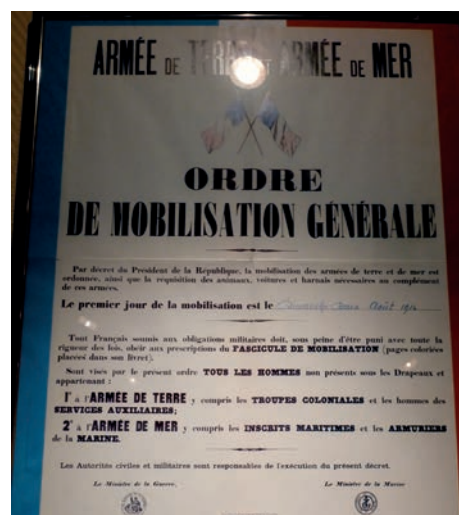 ARMÉE DE TERRE ET ARMÉE DE MER
ORDRE
DE MOBILISATION GÉNÉRALE
Par décret du Président de la République, la mobilisation des armées de terre et de mer est
ordonnée, ainsi que la réquisition des animaux, voitures et harnais nécessaires au complément
de ces armées.
Le premier jour de la mobilisation est le Août 1914
Tout Français soumis aux obligations militaires doit, sous peine d'être puni avec toute la
rigueur des lois, obéir aux prescriptions du FASCICULE DE MOBILISATION (pages coloriées
placées dans son livret).
Sont visés par le présent ordre TOUS LES HOMMES non présents sous les Drapeaux et
appartenant :
1° à l'ARMÉE DE TERRE y compris les TROUPES COLONIALES et les hommes des
SERVICES AUXILIAIRES;
2° à l'ARMÉE DE MER y compris les INSCRITS MARITIMES et les ARMURIERS
de la MARINE.
Les Autorités civiles et militaires sont responsables de l'exécution du présent décret.
Le Ministre de la Guerre, Le Ministre de la Marine